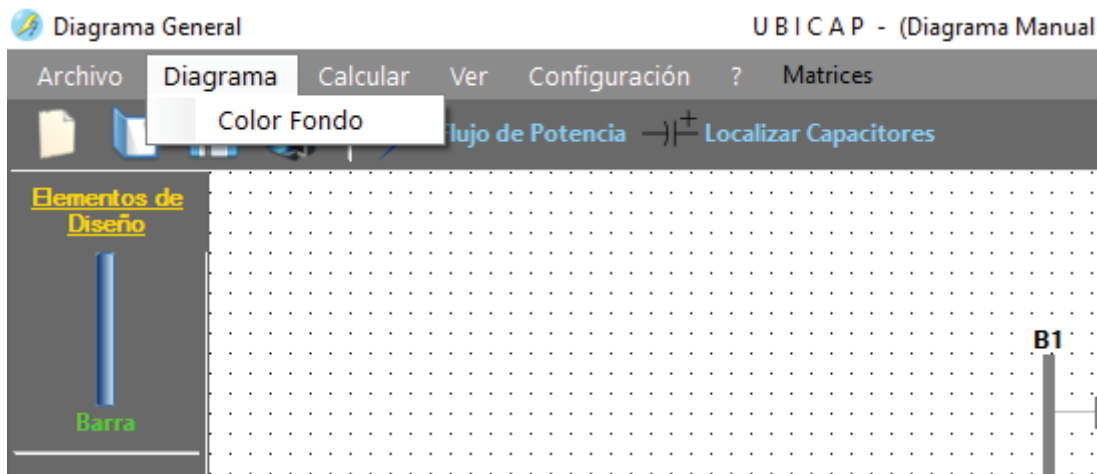 Diagrama General U B I C A P - (Diagrama Manual
Archivo Diagrama Calcular Ver Configuración ? Matrices
Color Fondo
Flujo de Potencia Localizar Capacitores
Elementos de
Diseño
B1
Barra